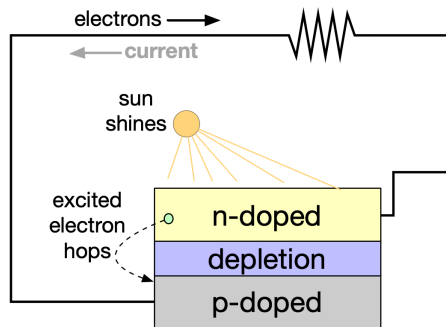 electrons
current
sun
shines
excited
electron
hops
n-doped
depletion
p-doped